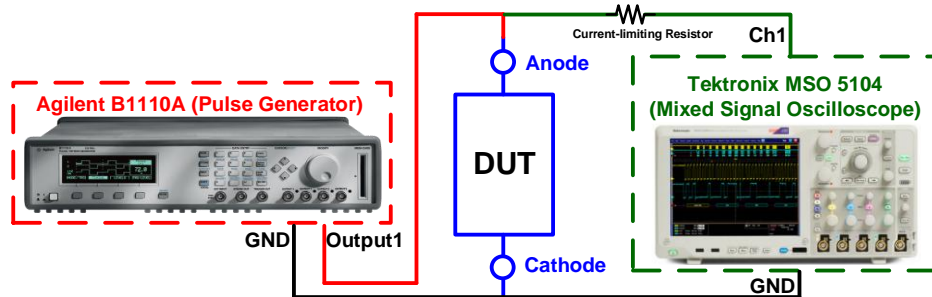 Current-limiting Resistor
Ch1
Anode
Agilent B1110A (Pulse Generator)
Tektronix MSO 5104
(Mixed Signal Oscilloscope)
DUT
GND
Output1
Cathode
GND